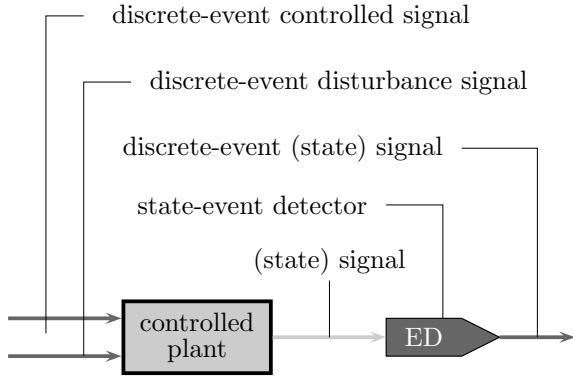 discrete-event controlled signal
discrete-event disturbance signal
discrete-event (state) signal
state-event detector
(state) signal
controlled
plant
ED